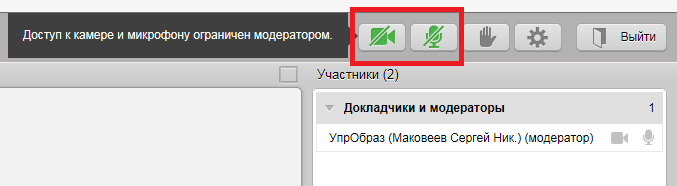 Доступ к камере и микрофону ограничен модератором.
Выйти
Участники (2)
Докладчики и модераторы 1
УпрОбраз (Маковеев Сергей Ник.) (модератор)